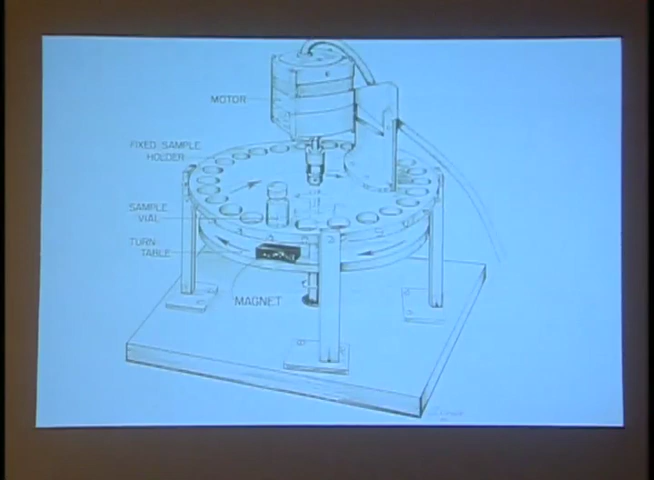 MOTOR
FIXED SAMPLE
HOLDER
SAMPLE
VIAL
TURN
TABLE
MAGNET